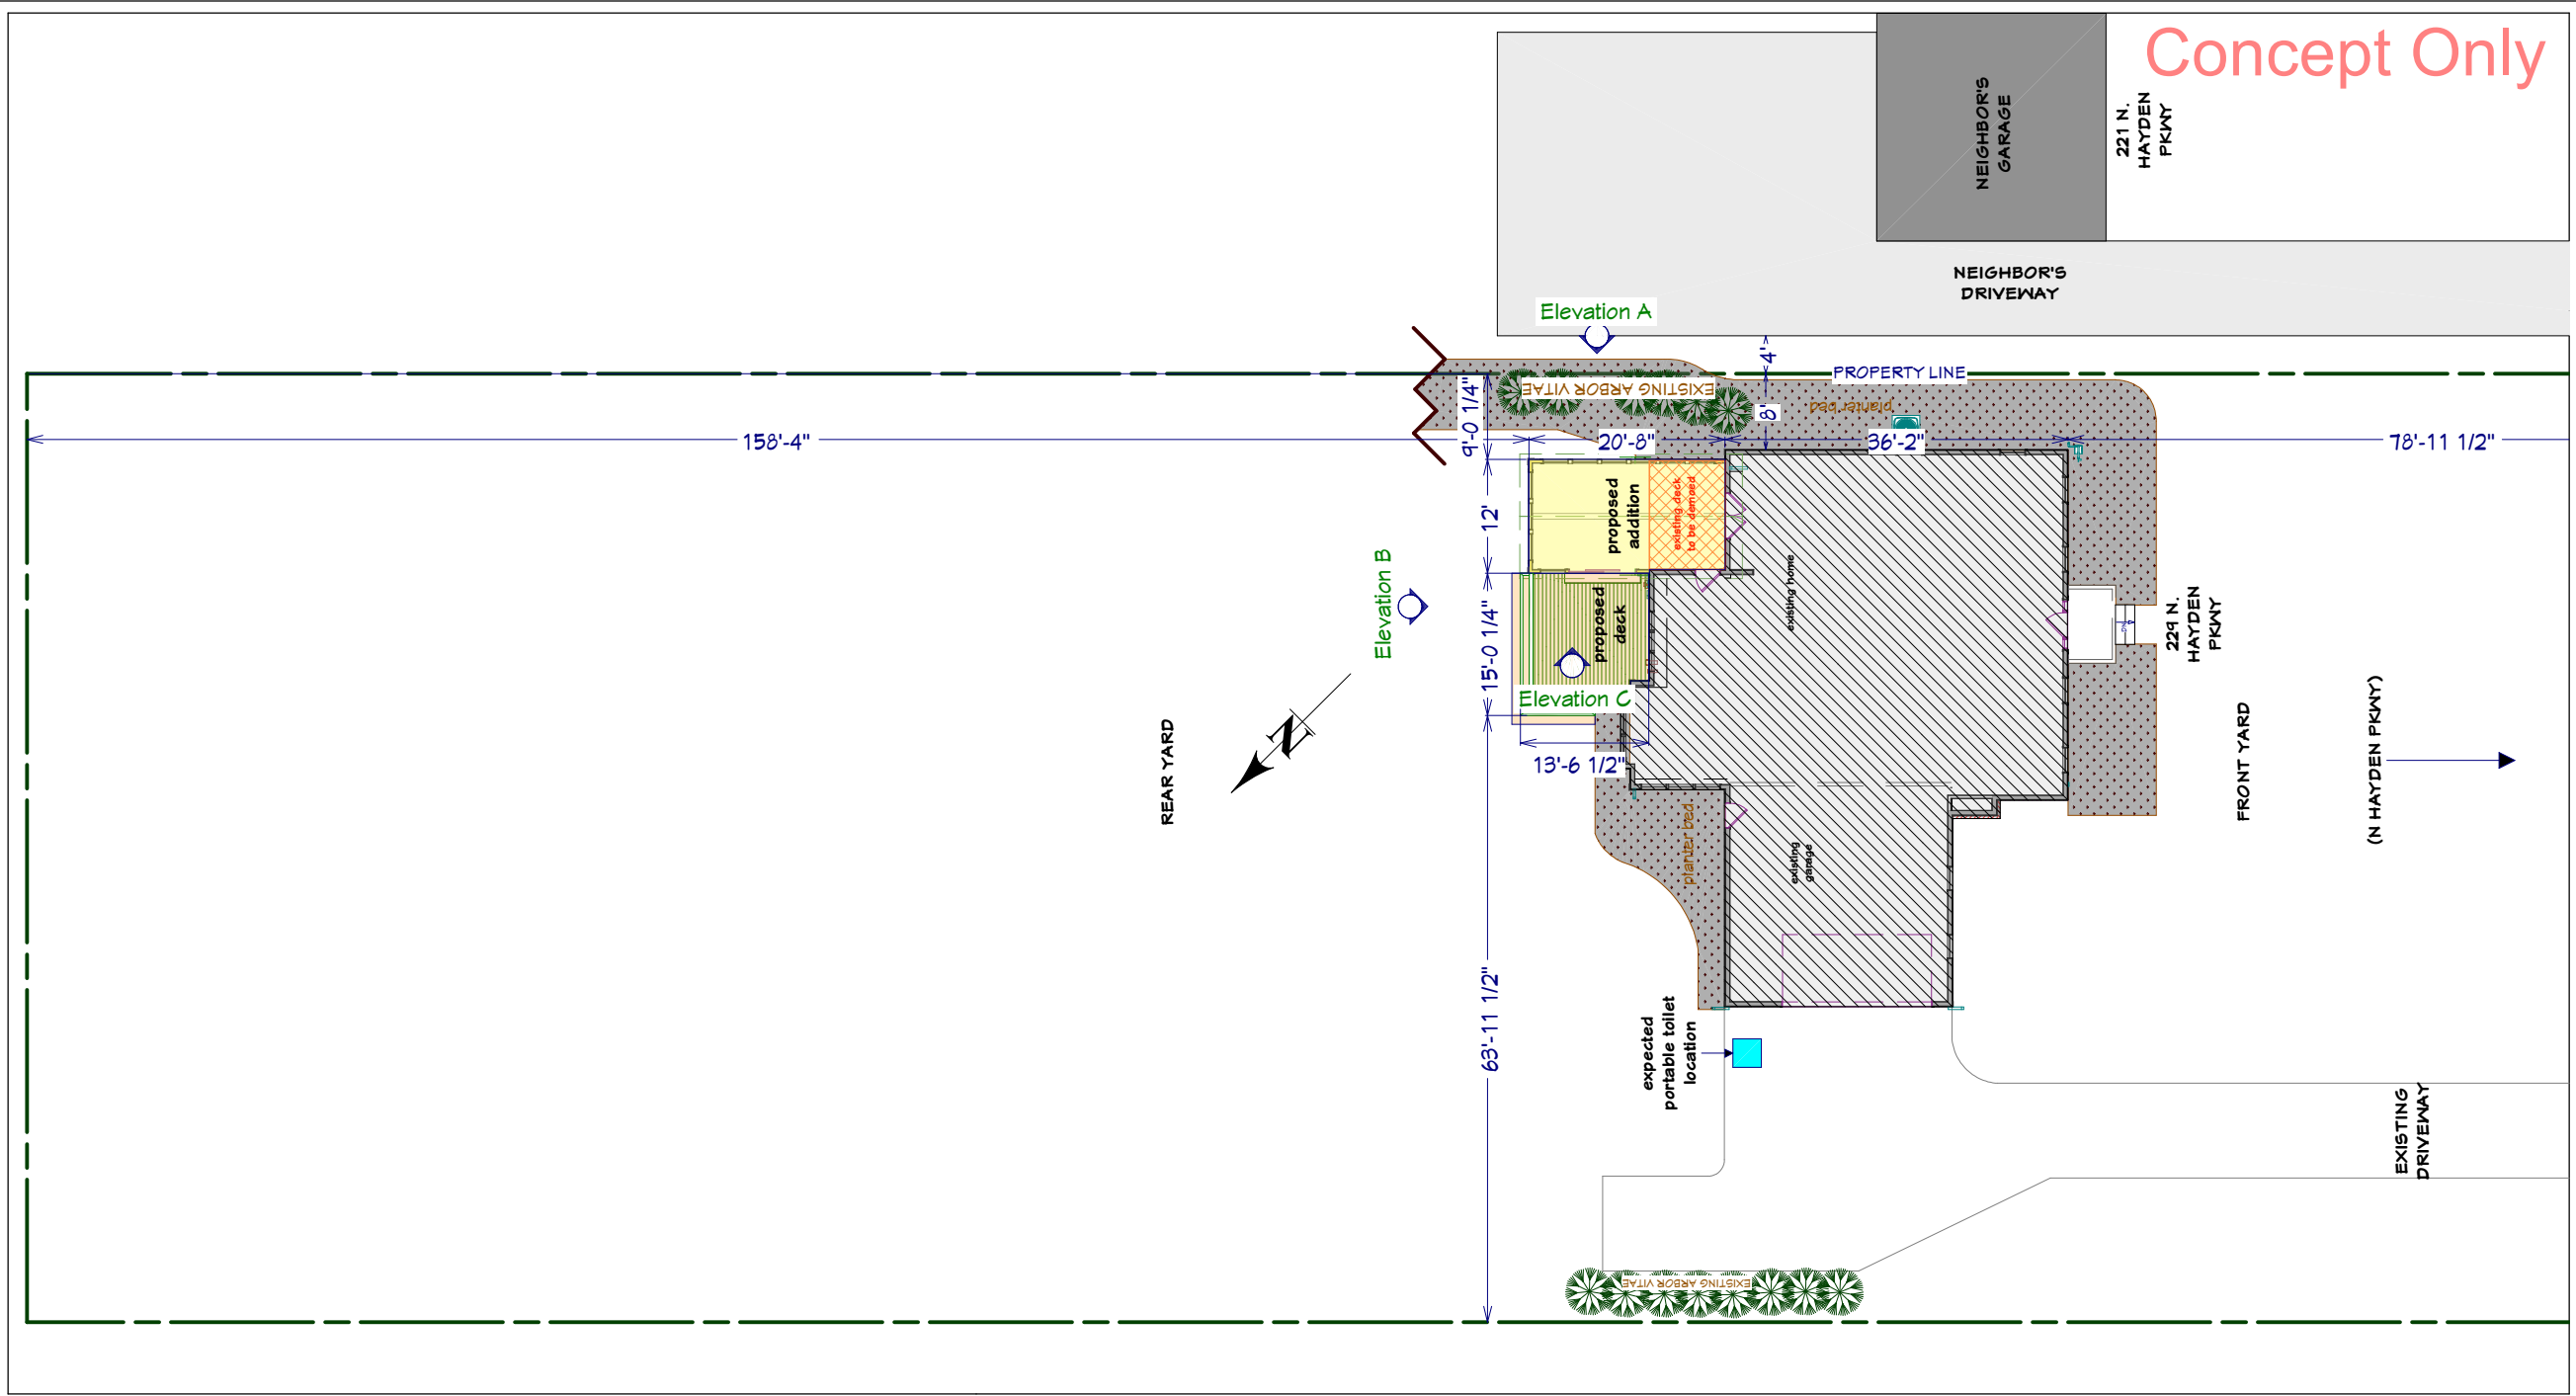 Concept Only
NEIGHBOR'S
GARAGE
221 N.
HAYDEN
PKWY
NEIGHBOR'S
DRIVEWAY
Elevation A
4'
PROPERTY LINE
EXISTING ARBOR VITAE
planter bed
8'
9'-0 1/4"
158'-4"
20'-8"
36'-2"
78'-11 1/2"
12'
proposed
addition
existing deck
to be demoed
existing home
Elevation B
15'-0 1/4"
proposed
deck
Elevation C
13'-6 1/2"
229 N.
HAYDEN
PKWY
N
REAR YARD
FRONT YARD
(N HAYDEN PKWY)
planter bed
existing
garage
63'-11 1/2"
expected
portable toilet
location
EXISTING
DRIVEWAY
EXISTING ARBOR VITAE